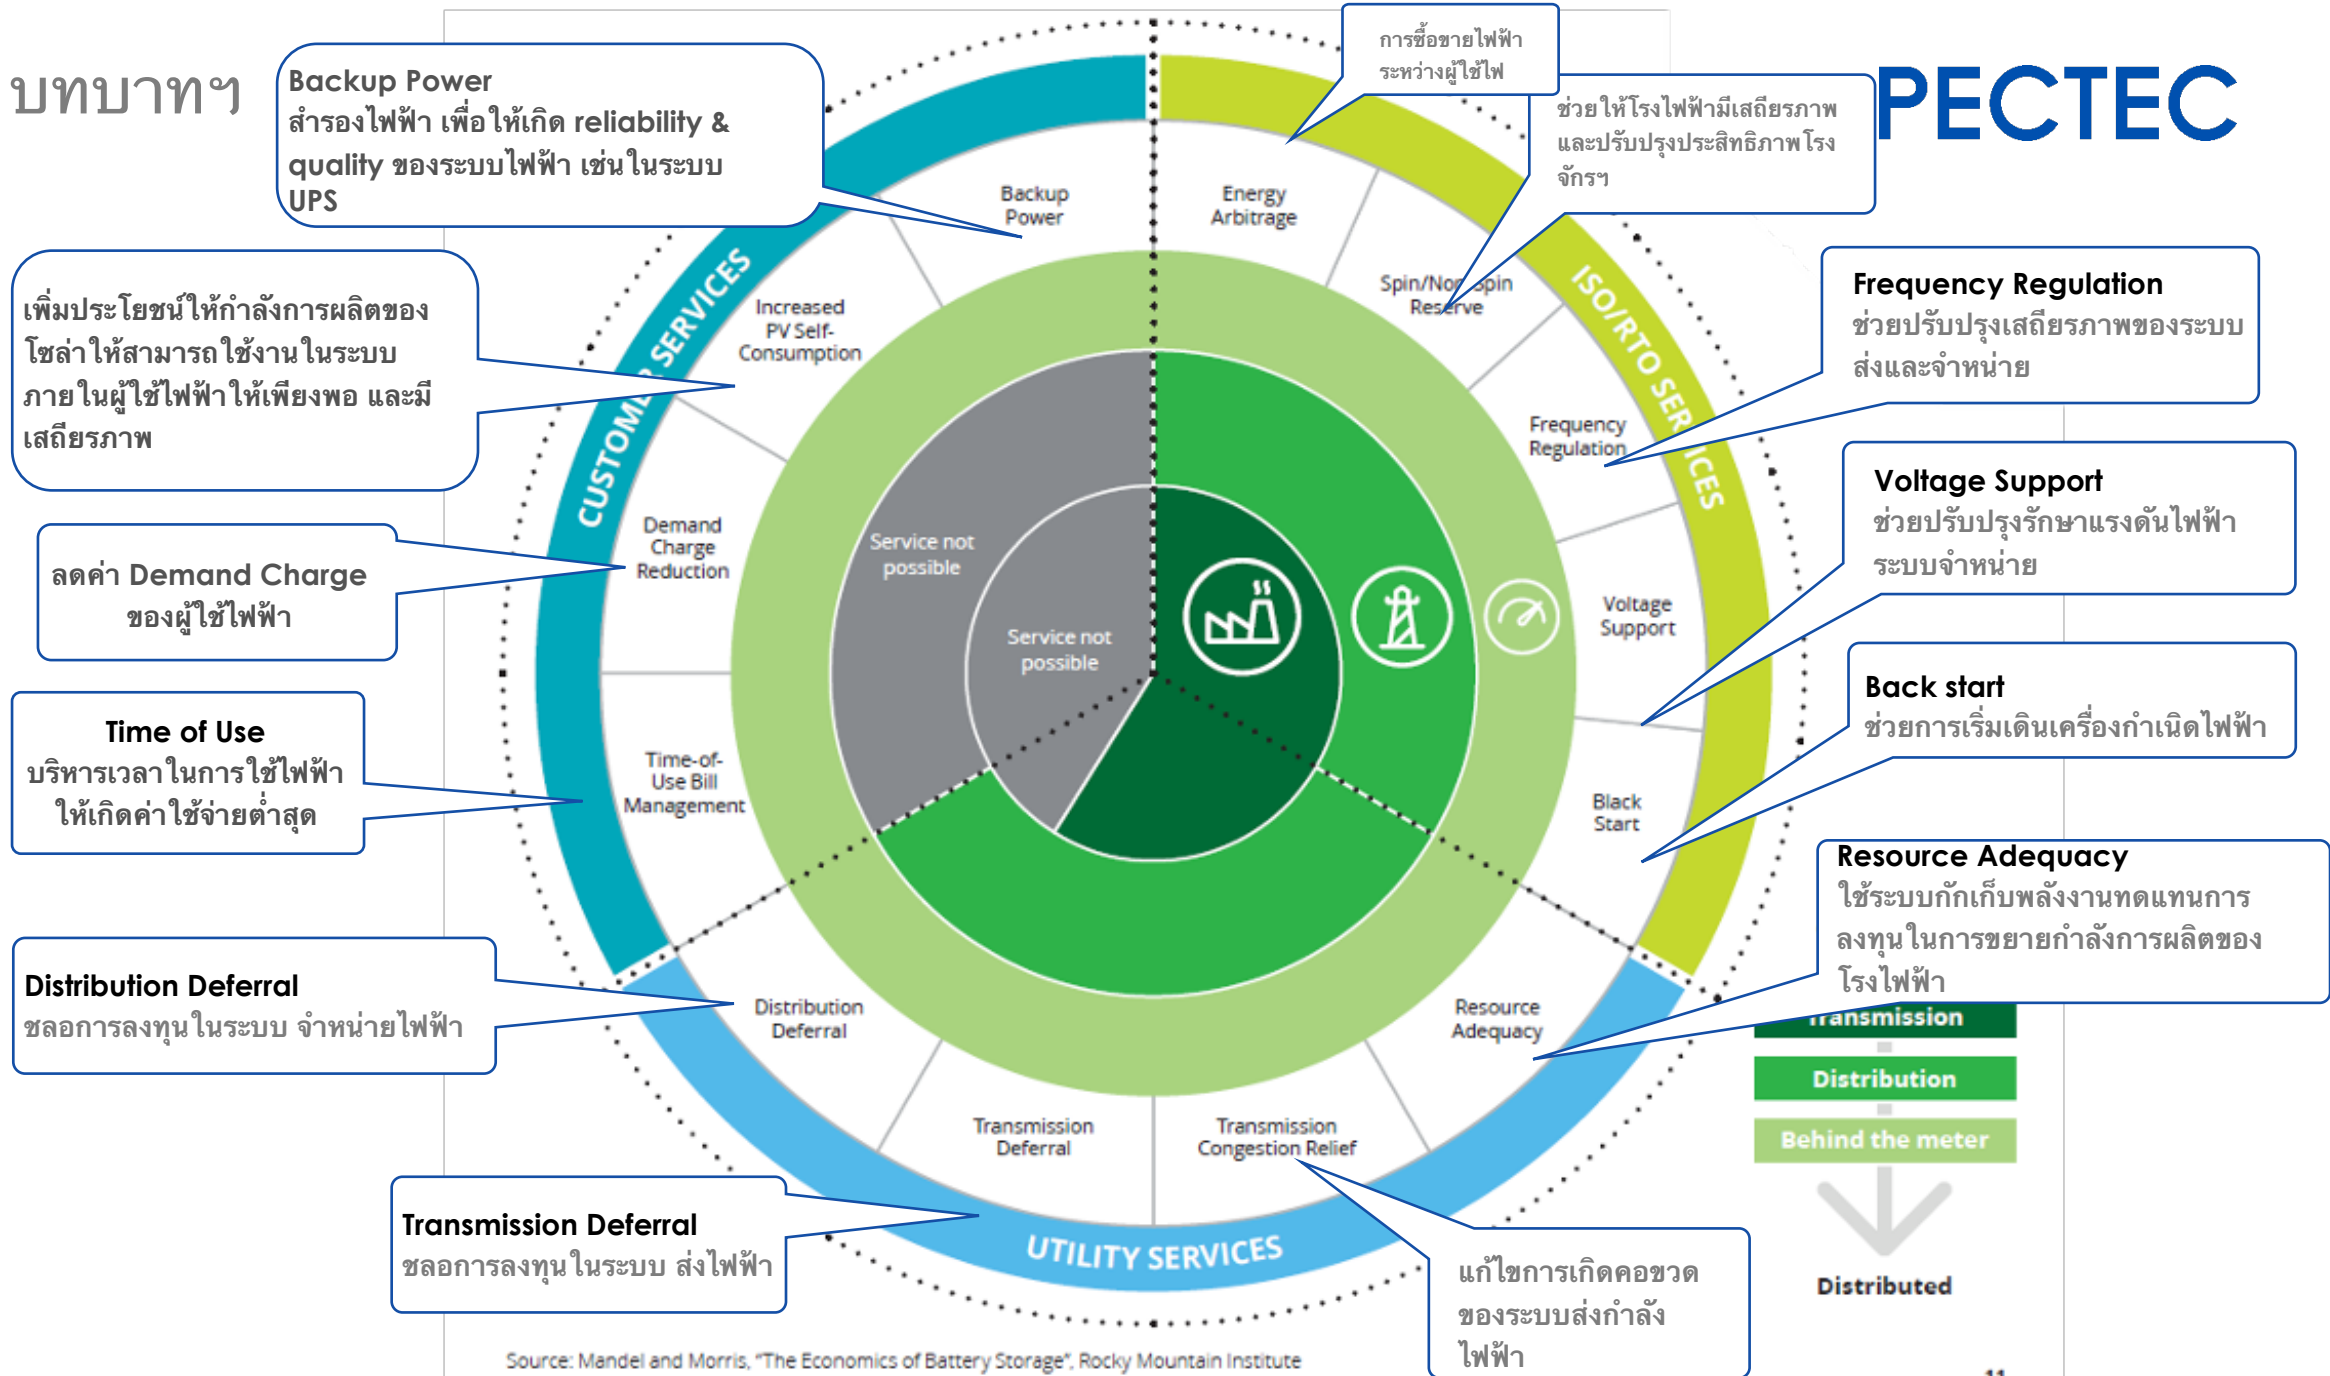 บทบาทฯ
PECTEC
Backup Power
สำรองไฟฟ้า เพื่อให้เกิด reliability &
quality ของระบบไฟฟ้า เช่นในระบบ
UPS
การซื้อขายไฟฟ้า
ระหว่างผู้ใช้ไฟ
ช่วยให้โรงไฟฟ้ามีเสถียรภาพ
และปรับปรุงประสิทธิภาพโรง
จักรฯ
เพิ่มประโยชน์ให้กำลังการผลิตของ
โซล่าให้สามารถใช้งานในระบบ
ภายในผู้ใช้ไฟฟ้าให้เพียงพอ และมี
เสถียรภาพ
ลดค่า Demand Charge
ของผู้ใช้ไฟฟ้า
Time of Use
บริหารเวลาในการใช้ไฟฟ้า
ให้เกิดค่าใช้จ่ายต่ำสุด
Distribution Deferral
ชลอการลงทุนในระบบ จำหน่ายไฟฟ้า
Transmission Deferral
ชลอการลงทุนในระบบ ส่งไฟฟ้า
แก้ไขการเกิดคอขวด
ของระบบส่งกำลัง
ไฟฟ้า
Frequency Regulation
ช่วยปรับปรุงเสถียรภาพของระบบ
ส่งและจำหน่าย
Voltage Support
ช่วยปรับปรุงรักษาแรงดันไฟฟ้า
ระบบจำหน่าย
Back start
ช่วยการเริ่มเดินเครื่องกำเนิดไฟฟ้า
Resource Adequacy
ใช้ระบบกักเก็บพลังงานทดแทนการ
ลงทุนในการขยายกำลังการผลิตของ
โรงไฟฟ้า
CUSTOMER SERVICES
ISO/RTO SERVICES
UTILITY SERVICES
Backup
Power
Energy
Arbitrage
Spin/Non-Spin
Reserve
Frequency
Regulation
Voltage
Support
Black
Start
Resource
Adequacy
Transmission
Congestion Relief
Transmission
Deferral
Distribution
Deferral
Time-of-
Use Bill
Management
Demand
Charge
Reduction
Increased
PV Self-
Consumption
Service not
possible
Service not
possible
Transmission
Distribution
Behind the meter
Distributed
Source: Mandel and Morris, "The Economics of Battery Storage", Rocky Mountain Institute
11